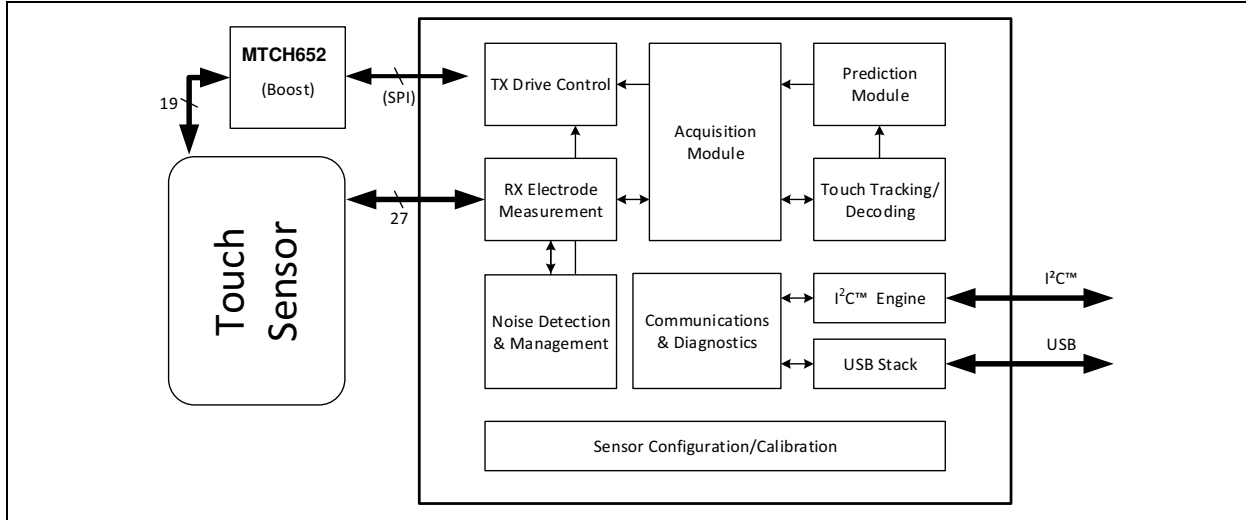 MTCH652
(Boost)
19
(SPI)
TX Drive Control
Acquisition
Module
Prediction
Module
RX Electrode
Measurement
Touch Tracking/
Decoding
27
Touch
Sensor
Noise Detection
& Management
Communications
& Diagnostics
I²C™ Engine
I²C™
USB Stack
USB
Sensor Configuration/Calibration